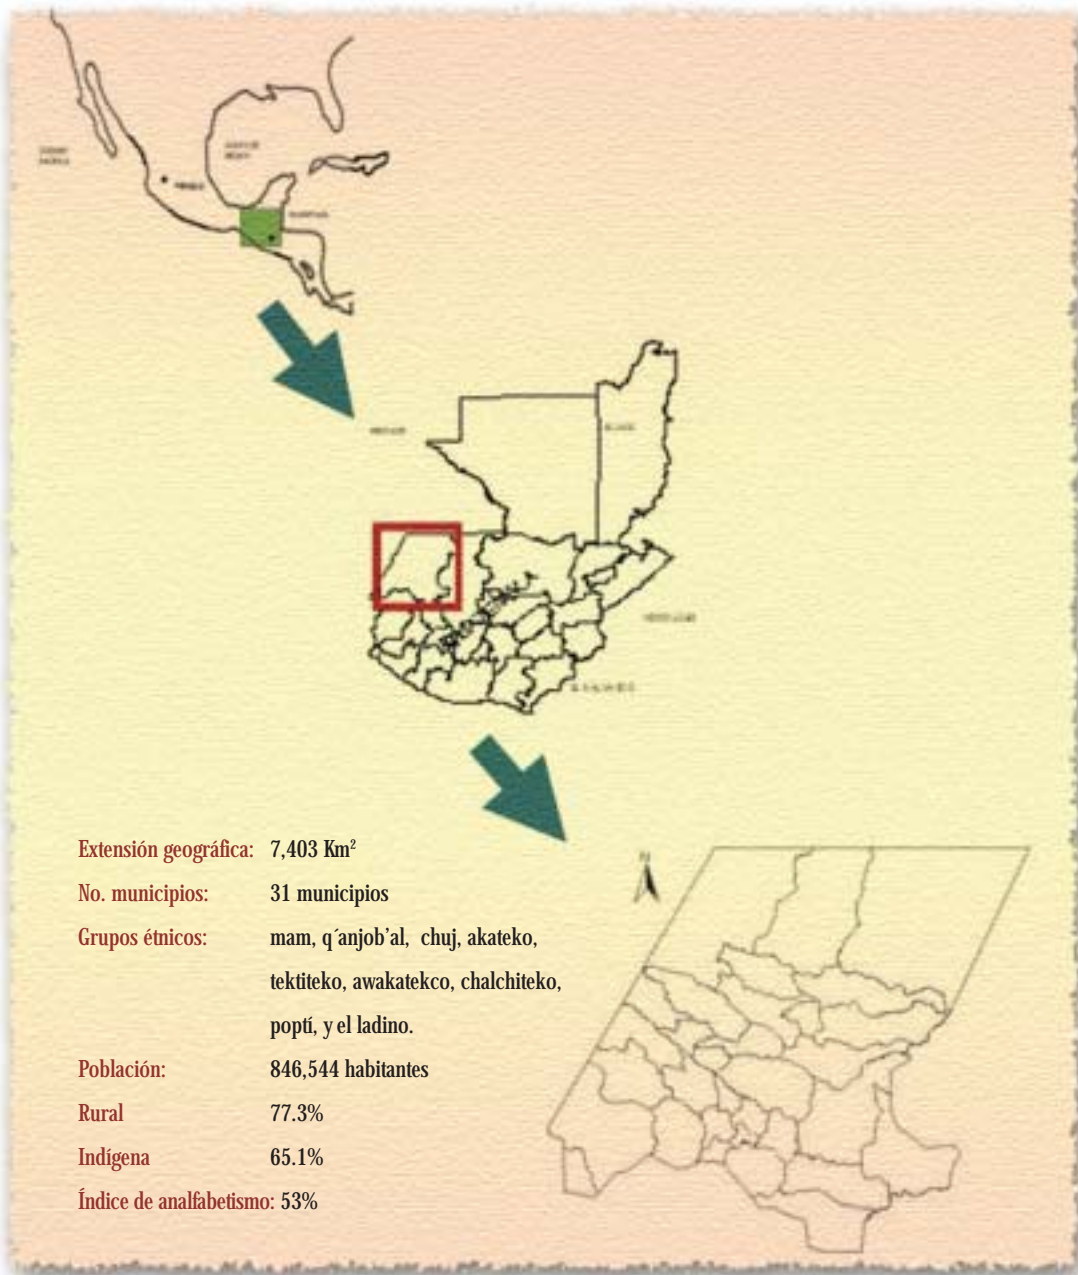 Extensión geográfica: 7,403 Km²
No. municipios: 31 municipios
Grupos étnicos: mam, q´anjob'al, chuj, akateko,
tektiteko, awakatekco, chalchiteko,
poptí, y el ladino.
Población: 846,544 habitantes
Rural 77.3%
Indígena 65.1%
Índice de analfabetismo: 53%
N